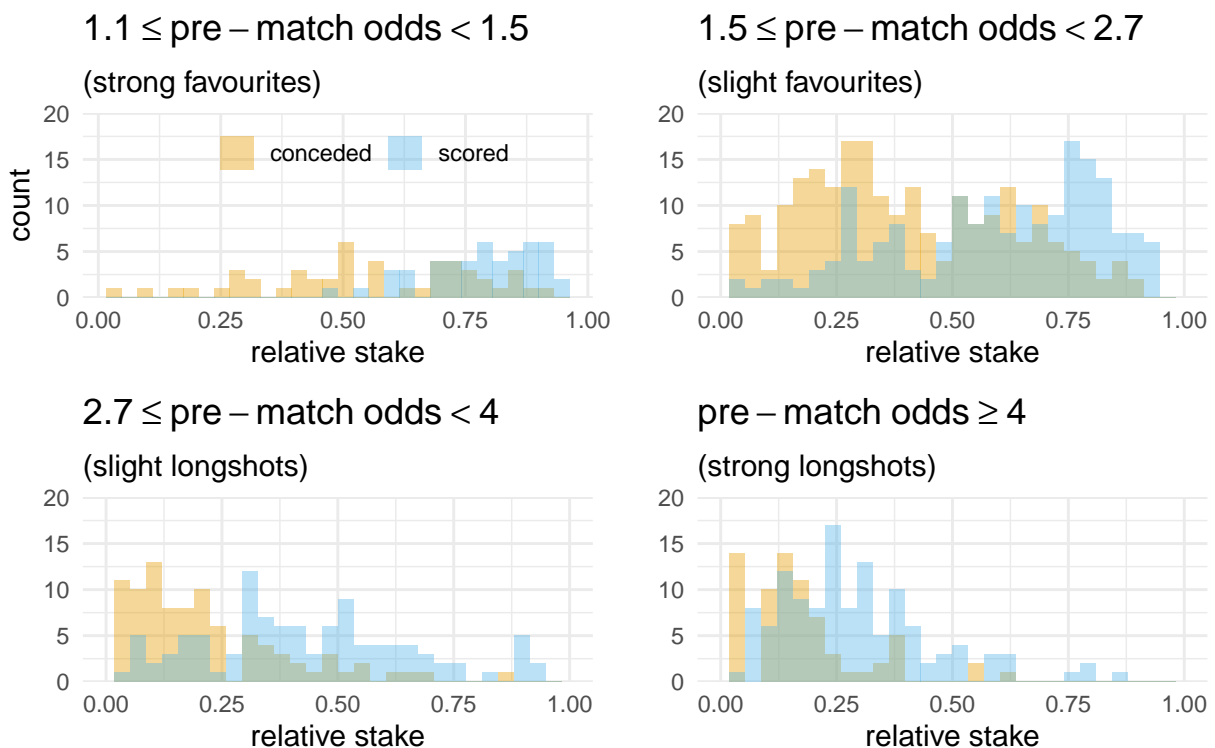 1.1 ≤ pre − match odds < 1.5
(strong favourites)
20
15
10
5
0
count
conceded
scored
0.00 0.25 0.50 0.75 1.00
relative stake
1.5 ≤ pre − match odds < 2.7
(slight favourites)
20
15
10
5
0
0.00 0.25 0.50 0.75 1.00
relative stake
2.7 ≤ pre − match odds < 4
(slight longshots)
20
15
10
5
0
0.00 0.25 0.50 0.75 1.00
relative stake
pre − match odds ≥ 4
(strong longshots)
20
15
10
5
0
0.00 0.25 0.50 0.75 1.00
relative stake